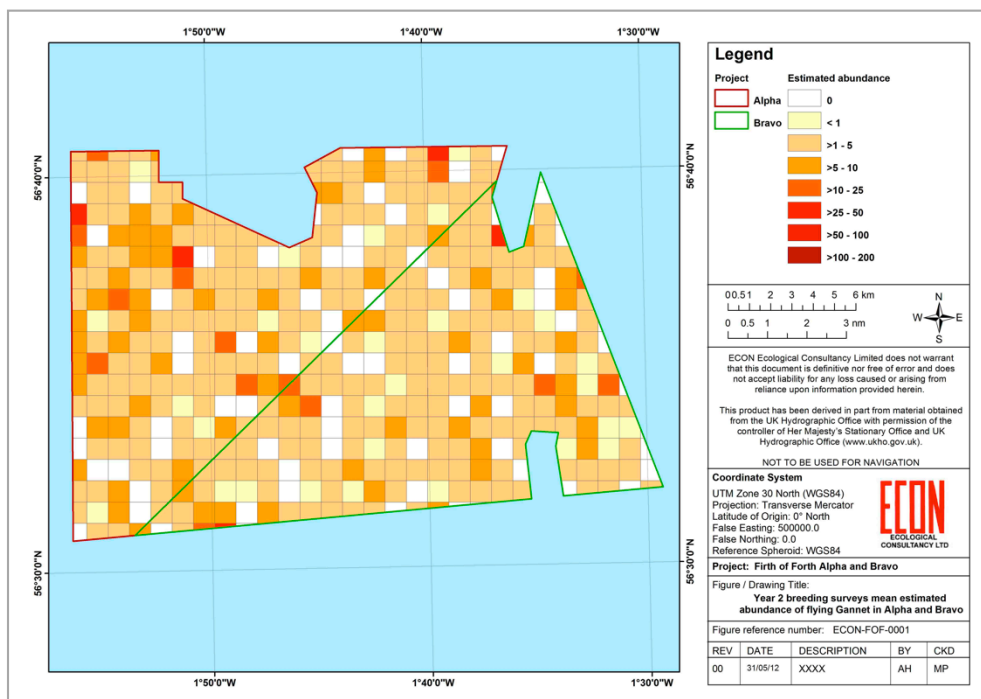 1°50'0"W
1°40'0"W
1°30'0"W
56°40'0"N
56°40'0"N
56°30'0"N
56°30'0"N
1°50'0"W
1°40'0"W
1°30'0"W
Legend
Project
Estimated abundance
Alpha
Bravo
0
< 1
>1 - 5
>5 - 10
>10 - 25
>25 - 50
>50 - 100
>100 - 200
0 0.5 1 2 3 4 5 6 km
0 0.5 1 2 3 nm
N
W
E
S
ECON Ecological Consultancy Limited does not warrant
that this document is definitive nor free of error and does
not accept liability for any loss caused or arising from
reliance upon information provided herein.
This product has been derived in part from material obtained
from the UK Hydrographic Office with permission of the
controller of Her Majesty's Stationary Office and UK
Hydrographic Office (www.ukho.gov.uk).
NOT TO BE USED FOR NAVIGATION
Coordinate System
UTM Zone 30 North (WGS84)
Projection: Transverse Mercator
Latitude of Origin: 0° North
False Easting: 500000.0
False Northing: 0.0
Reference Spheroid: WGS84
ECON
ECOLOGICAL
CONSULTANCY LTD
Project: Firth of Forth Alpha and Bravo
Figure / Drawing Title:
Year 2 breeding surveys mean estimated
abundance of flying Gannet in Alpha and Bravo
Figure reference number: ECON-FOF-0001
REV DATE DESCRIPTION BY CKD
00 31/05/12 XXXX AH MP